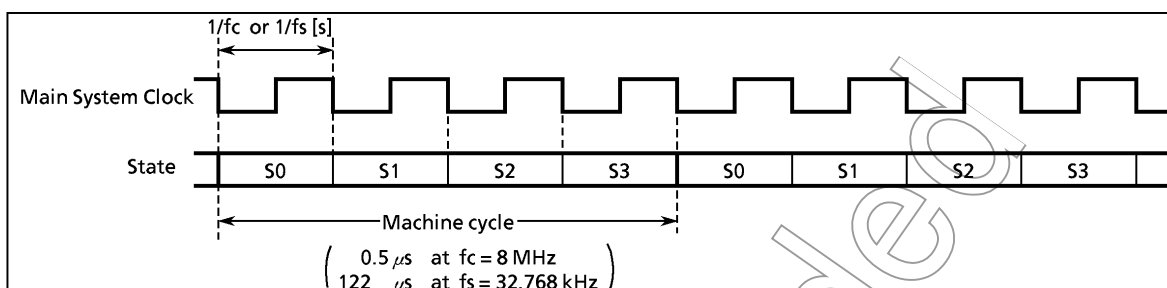 1/fc or 1/fs [s]
Main System Clock
State S0 S1 S2 S3 S0 S1 S2 S3
Machine cycle
0.5 μs at fc = 8 MHz
122 μs at fs = 32.768 kHz
ded